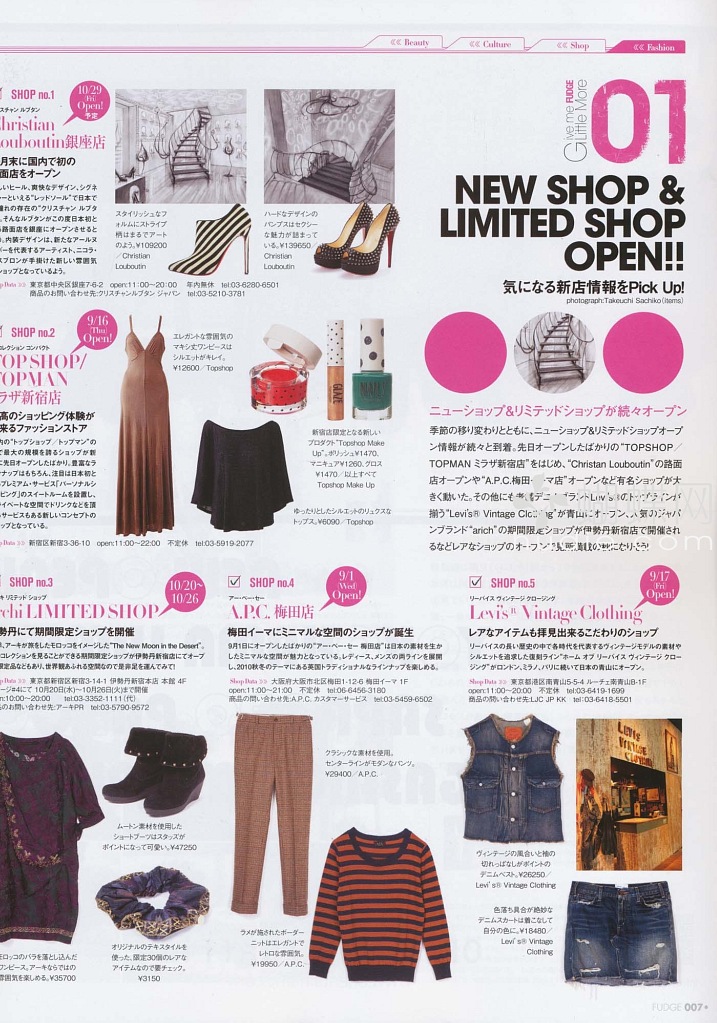 << Beauty
<< Culture
<< Shop
<< Fashion
Give me FUDGE
Little More
01
NEW SHOP &
LIMITED SHOP
OPEN!!
気になる新店情報をPick Up!
photograph:Takeuchi Sachiko(items)
ニューショップ&リミテッドショップが続々オープン
季節の移り変わりとともに、ニューショップ&リミテッドショップオープ
ン情報が続々と到着。先日オープンしたばかりの“TOPSHOP／
TOPMAN ミラザ新宿店”をはじめ、“Christan Louboutin”の路面
店オープンや“A.P.C.梅田
店”オープンなど有名ショップが大
きく動いた。その他にも
デニムブランドLevi'sのトップラインが
揃う“Levi's® Vintage Clothing”が青山にオープン、人気のジャパ
ンブランド“arich”の期間限定ショップが伊勢丹新宿店で開催され
るなどレアなショップのオープン
SHOP no.1
10/29
(Fri)
Open!
予定
スチャン ルブタン
Christian
Louboutin銀座店
月末に国内で初の
面店をオープン
しいヒール、爽快なデザイン、シグネ
ーといえる“レッドソール”で日本で
憧れの存在の“クリスチャン ルブタ
。そんなルブタンがこの度日本初と
路面店を銀座にオープンさせると
。内装デザインは、新たなアールヌ
ーを代表するアーティスト、ニコラ・
スプロンが手掛けた新しい雰囲気
ショップとなっているよう。
Shop Data >> 東京都中央区銀座7-6-2 open:11:00〜20:00 年内無休 tel:03-6280-6501
商品のお問い合わせ先:クリスチャンルブタン ジャパン tel:03-5210-3781
スタイリッシュなフ
ォルムにストライプ
柄はまるでアート
のよう。¥109200
／Christian
Louboutin
ハードなデザインの
パンプスはセクシー
な魅力が詰まって
いる。¥139650／
Christian
Louboutin
SHOP no.2
9/16
(Thu)
Open!
コレクション コンパクト
TOPSHOP/
TOPMAN
ミラザ新宿店
高のショッピング体験が
来るファッションストア
内の“トップショップ／トップマン”の
で最大の規模を誇るショップが新
に先日オープンしたばかり。豊富なラ
ナップはもちろん、注目は日本初と
プレミアム・サービス「パーソナルシ
ピング」のスイートルームを設置し、
イベートな空間でドリンクなどを頂
サービスもある新しいコンセプトの
ップとなっている。
Shop Data >> 新宿区新宿3-36-10 open:11:00〜22:00 不定休 tel:03-5919-2077
エレガントな雰囲気の
マキシ丈ワンピースは
シルエットがキレイ。
¥12600／Topshop
新宿店限定となる新しい
プロダクト“Topshop Make
Up”。ポリッシュ¥1470、
マニキュア¥1260、グロス
¥1470／以上すべて
Topshop Make Up
ゆったりとしたシルエットのリュクスな
トップス。¥6090／Topshop
SHOP no.3
10/20~
10/26
キ リミテッド ショップ
archi LIMITED SHOP
勢丹にて期間限定ショップを開催
、アーキが旅をしたモロッコをイメージした“The New Moon in the Desert”。
コレクションを見ることができる期間限定ショップが伊勢丹新宿店にてオープ
定品などもあり、世界観あふれる空間なので是非足を運んでみて!
Shop Data >> 東京都新宿区新宿3-14-1 伊勢丹新宿本店 本館 4F
ージ#4にて 10月20日(水)〜10月26日(火)まで開催
en:10:00〜20:00 tel:03-3352-1111(代)
品のお問い合わせ先:アーキPR tel:03-5790-9572
ムートン素材を使用した
ショートブーツはスタッズが
ポイントになって可愛い。¥47250
オリジナルのテキスタイルを
使った、限定30個のレアな
アイテムなので要チェック。
¥3150
モロッコのバラを落とし込んだ
ワンピース。アーキならではの
雰囲気を楽しめる。¥35700
SHOP no.4
9/1
(Wed)
Open!
アー・ペー・セー
A.P.C. 梅田店
梅田イーマにミニマルな空間のショップが誕生
9月1日にオープンしたばかりの“アー・ペー・セー 梅田店”は日本の素材を生か
したミニマルな空間が魅力となっている。レディース、メンズの両ラインを展開
し、2010秋冬のテーマにある英国トラディショナルなラインナップを楽しめる。
Shop Data >> 大阪府大阪市北区梅田1-12-6 梅田イーマ 1F
open:11:00〜21:00 不定休 tel:06-6456-3180
商品の問い合わせ先:A.P.C. カスタマーサービス tel:03-5459-6502
クラシックな素材を使用。
センターラインがモダンなパンツ。
¥29400／A.P.C.
ラメが施されたボーダー
ニットはエレガントで
レトロな雰囲気。
¥19950／A.P.C.
SHOP no.5
9/17
(Fri)
Open!
リーバイス ヴィンテージ クロージング
Levi's® Vintage Clothing
レアなアイテムも拝見出来るこだわりのショップ
リーバイスの長い歴史の中で各時代を代表するヴィンテージモデルの素材や
シルエットを追求した復刻ライン“ホーム オブ リーバイス ヴィンテージ クロー
ジング”がロンドン、ミラノ、パリに続いて日本の青山にオープン。
Shop Data >> 東京都港区南青山5-5-4 ルーチェ南青山B-1F
open:11:00〜20:00 不定休 tel:03-6419-1699
商品の問い合わせ先:LJC JP KK tel:03-6418-5501
LEVI'S
VINTAGE
CLOTHING
ヴィンテージの風合いと袖の
切れっぱなしがポイントの
デニムベスト。¥26250／
Levi's® Vintage Clothing
色落ち具合が絶妙な
デニムスカートは着こなして
自分の色に。¥18480／
Levi's® Vintage
Clothing
FUDGE 007